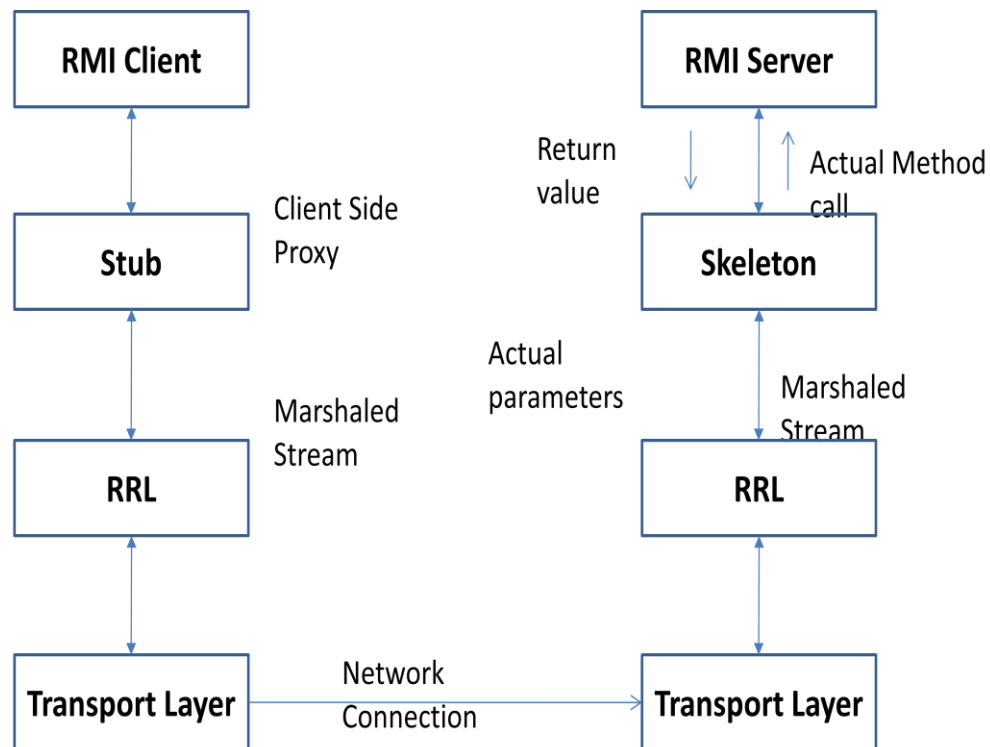 RMI Client
RMI Server
Return
value
Actual Method
call
Client Side
Proxy
Stub
Skeleton
Actual
parameters
Marshaled
Stream
Marshaled
Stream
RRL
RRL
Network
Connection
Transport Layer
Transport Layer